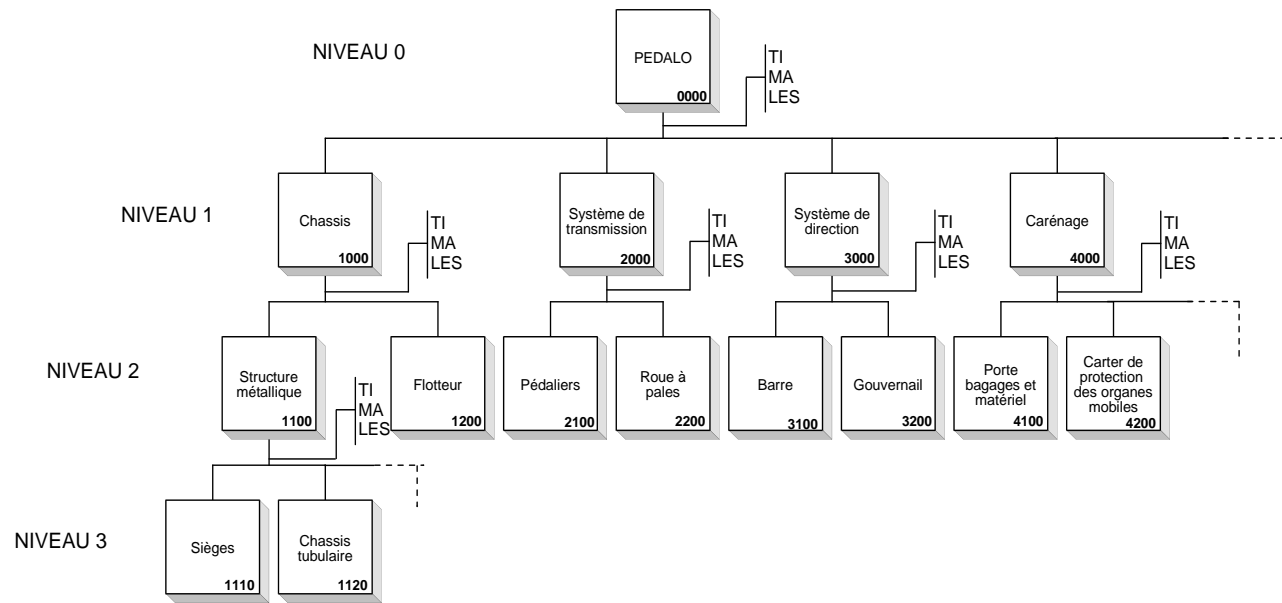 NIVEAU 0
PEDALO
0000
TI
MA
LES
NIVEAU 1
Chassis
1000
TI
MA
LES
Système de
transmission
2000
TI
MA
LES
Système de
direction
3000
TI
MA
LES
Carénage
4000
TI
MA
LES
NIVEAU 2
Structure
métallique
1100
TI
MA
LES
Flotteur
1200
Pédaliers
2100
Roue à
pales
2200
Barre
3100
Gouvernail
3200
Porte
bagages et
matériel
4100
Carter de
protection
des organes
mobiles
4200
NIVEAU 3
Sièges
1110
Chassis
tubulaire
1120